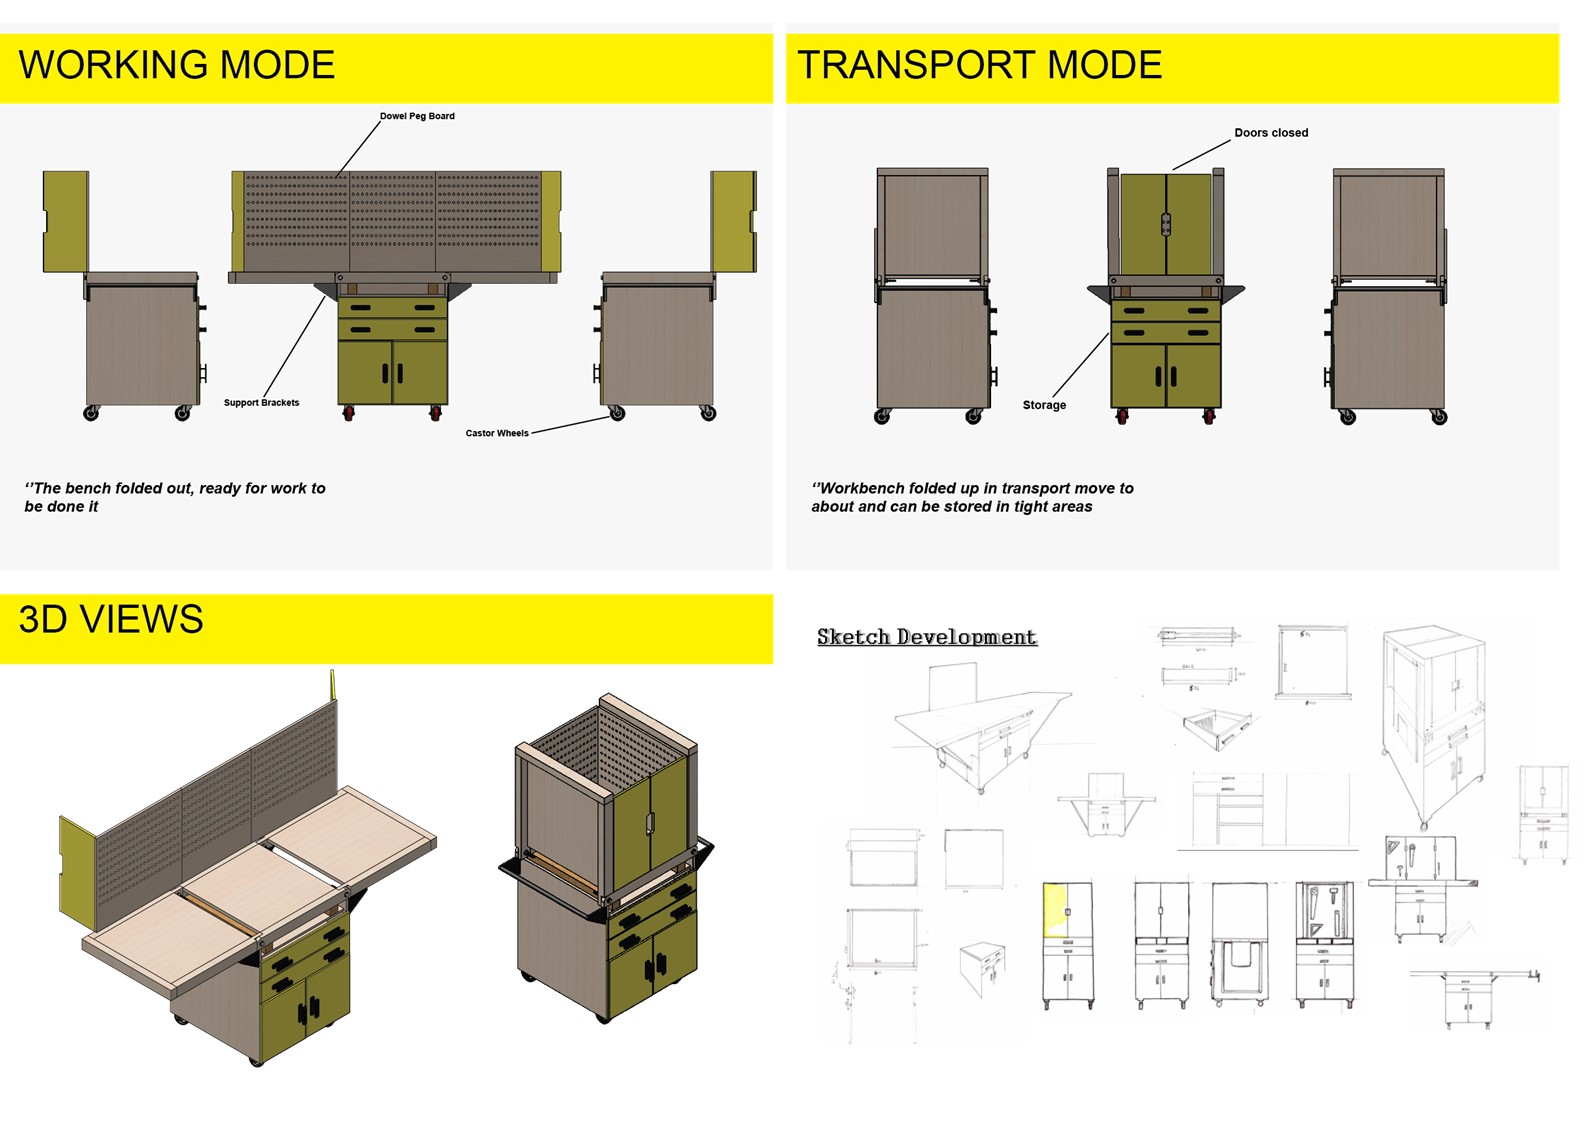 WORKING MODE
Dowel Peg Board
Support Brackets
Castor Wheels
‘’The bench folded out, ready for work to
be done it
TRANSPORT MODE
Doors closed
Storage
‘’Workbench folded up in transport move to
about and can be stored in tight areas
3D VIEWS
Sketch Development